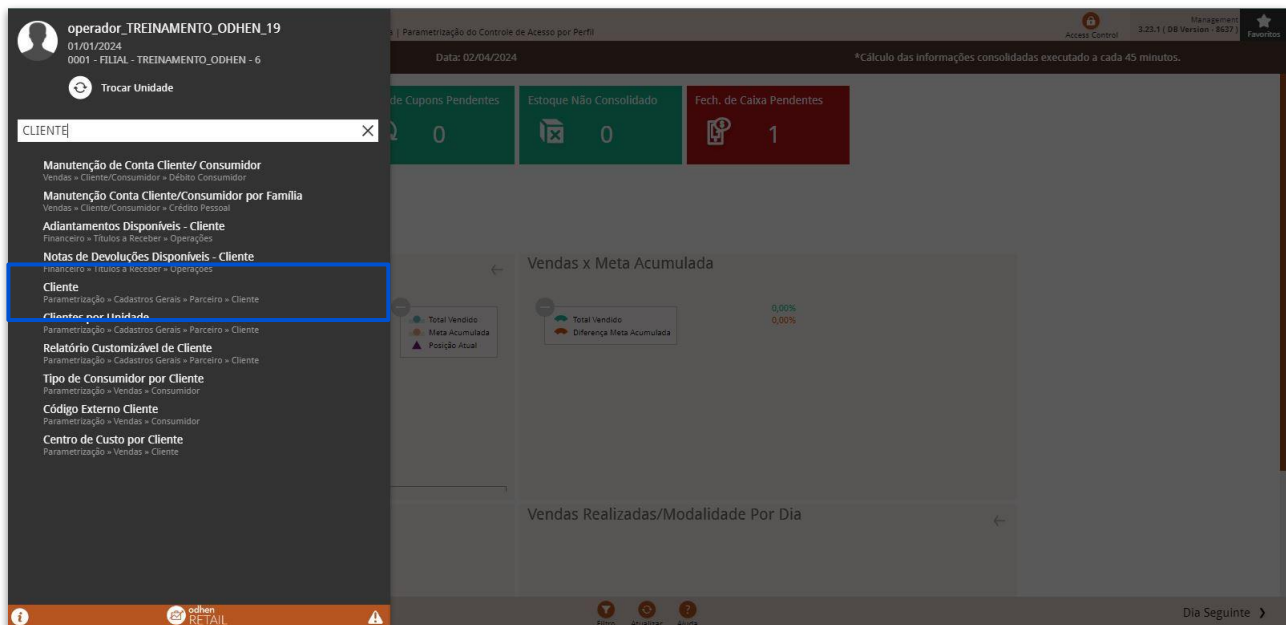 operador_TREINAMENTO_ODHEN_19
01/01/2024
0001 - FILIAL - TREINAMENTO_ODHEN - 6
Trocar Unidade
CLIENTE
Manutenção de Conta Cliente/ Consumidor
Vendas » Cliente/Consumidor » Débito Consumidor
Manutenção Conta Cliente/Consumidor por Família
Vendas » Cliente/Consumidor » Crédito Pessoal
Adiantamentos Disponíveis - Cliente
Financeiro » Títulos a Receber » Operações
Notas de Devoluções Disponíveis - Cliente
Financeiro » Títulos a Receber » Operações
Cliente
Parametrização » Cadastros Gerais » Parceiro » Cliente
Clientes por Unidade
Parametrização » Cadastros Gerais » Parceiro » Cliente
Relatório Customizável de Cliente
Parametrização » Cadastros Gerais » Parceiro » Cliente
Tipo de Consumidor por Cliente
Parametrização » Vendas » Consumidor
Código Externo Cliente
Parametrização » Vendas » Consumidor
Centro de Custo por Cliente
Parametrização » Vendas » Cliente
odhen
RETAIL
| Parametrização do Controle de Acesso por Perfil
Access Control
Management
3.23.1 ( DB Version - 8637 )
Favoritos
Data: 02/04/2024
*Cálculo das informações consolidadas executado a cada 45 minutos.
de Cupons Pendentes
0
Estoque Não Consolidado
0
Fech. de Caixa Pendentes
1
Total Vendido
Meta Acumulada
Posição Atual
Vendas x Meta Acumulada
Total Vendido
Diferença Meta Acumulada
0,00%
0,00%
Vendas Realizadas/Modalidade Por Dia
Filtro
Atualizar
Ajuda
Dia Seguinte